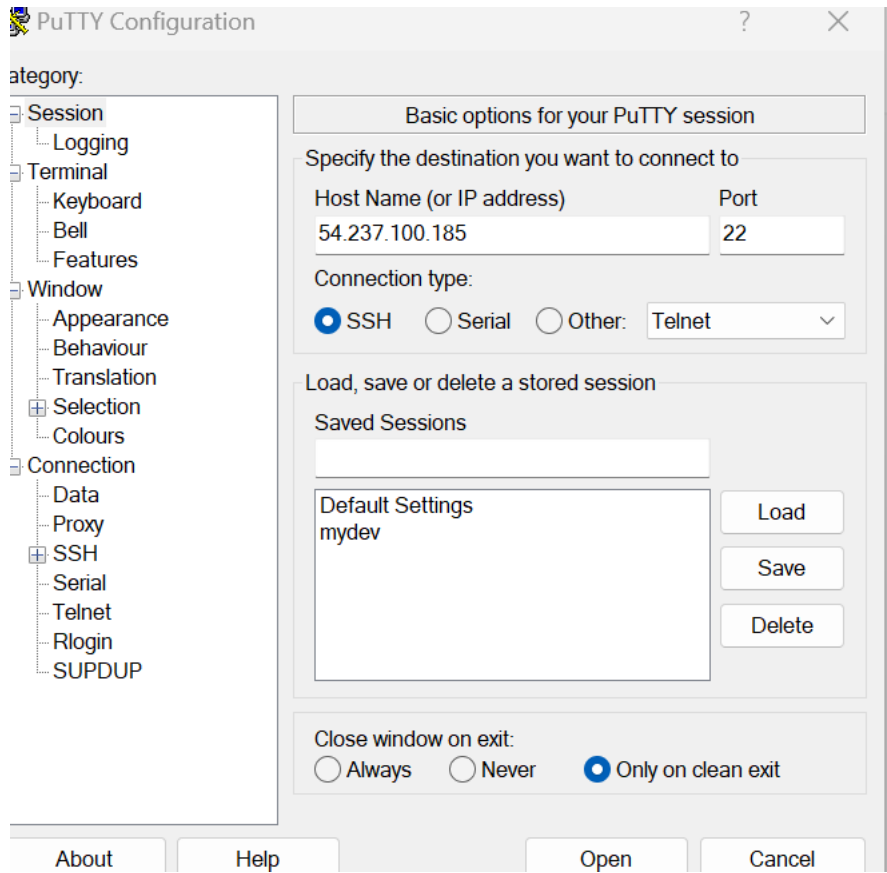 PuTTY Configuration
ategory:
Session
Logging
Terminal
Keyboard
Bell
Features
Window
Appearance
Behaviour
Translation
Selection
Colours
Connection
Data
Proxy
SSH
Serial
Telnet
Rlogin
SUPDUP
Basic options for your PuTTY session
Specify the destination you want to connect to
Host Name (or IP address) Port
54.237.100.185 22
Connection type:
SSH Serial Other: Telnet
Load, save or delete a stored session
Saved Sessions
Default Settings
mydev
Load
Save
Delete
Close window on exit:
Always Never Only on clean exit
About Help Open Cancel